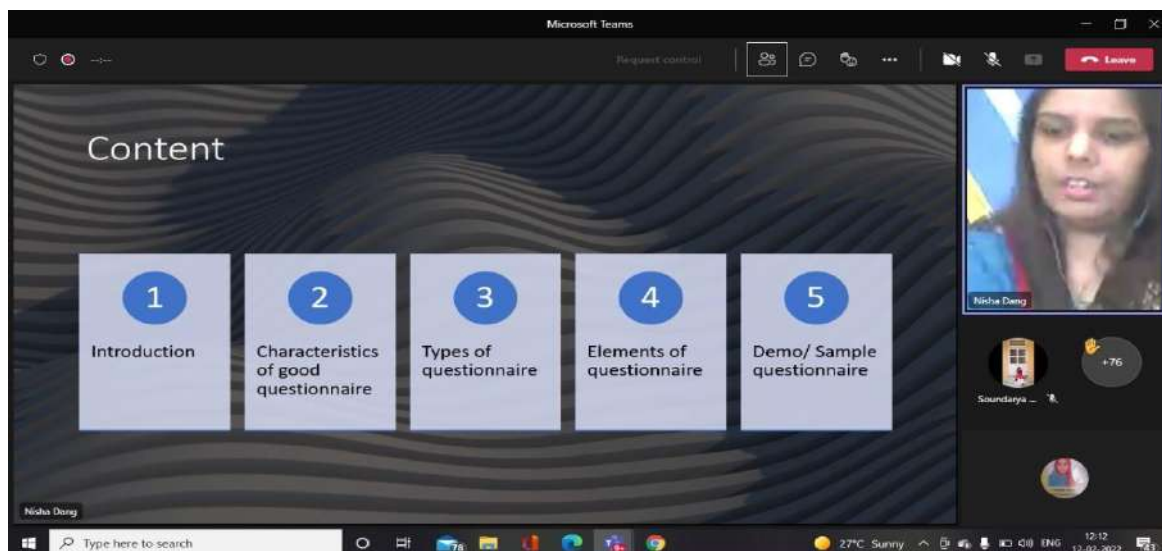 Microsoft Teams
--:--
Request control
Leave
Content
1
Introduction
2
Characteristics
of good
questionnaire
3
Types of
questionnaire
4
Elements of
questionnaire
5
Demo/ Sample
questionnaire
Nisha Dang
Nisha Dang
Soundarya ...
+76
Type here to search
27°C Sunny
ENG
12:12
12-02-2022